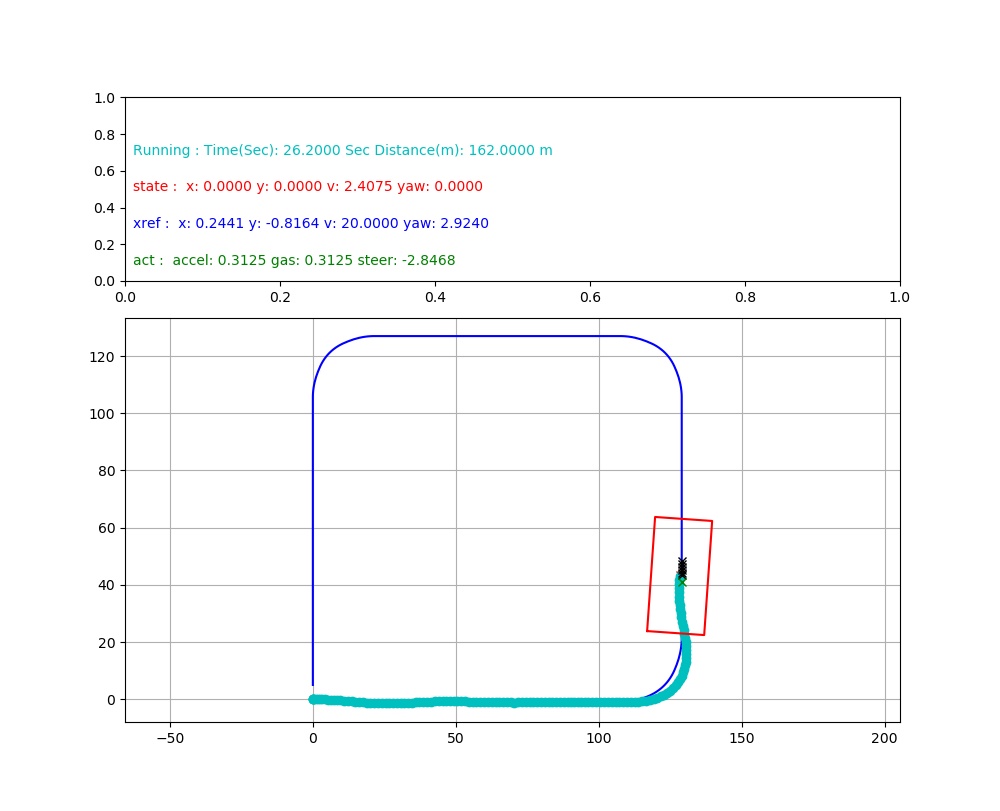 1.0
0.8
Running : Time(Sec): 26.2000 Sec Distance(m): 162.0000 m
0.6
state :  x: 0.0000 y: 0.0000 v: 2.4075 yaw: 0.0000
0.4
xref :  x: 0.2441 y: -0.8164 v: 20.0000 yaw: 2.9240
0.2
act :  accel: 0.3125 gas: 0.3125 steer: -2.8468
0.0
0.0 0.2 0.4 0.6 0.8 1.0
120
100
80
60
40
20
0
−50 0 50 100 150 200